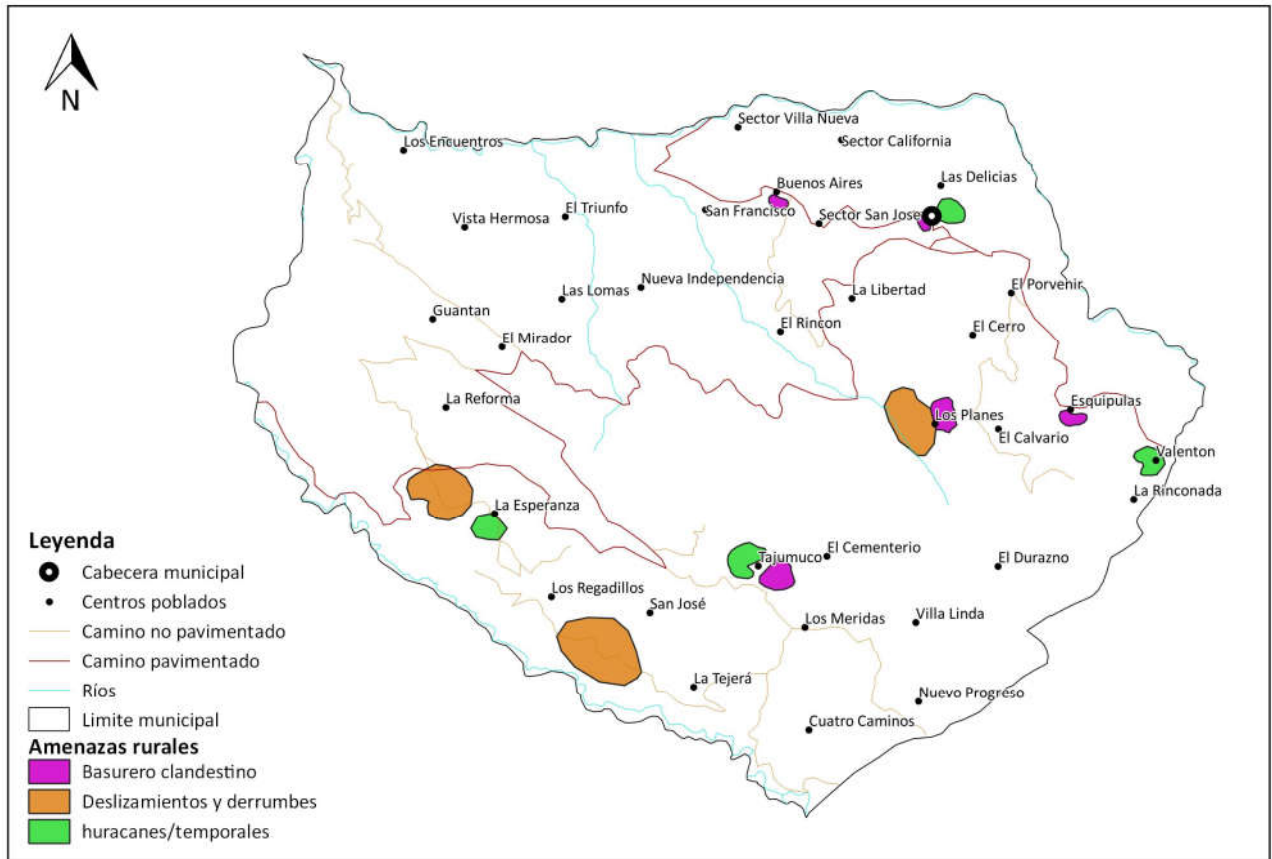 N
Sector Villa Nueva
Sector California
Los Encuentros
Buenos Aires
Las Delicias
El Triunfo
San Francisco
Vista Hermosa
Sector San Jose
Nueva Independencia
La Libertad
El Porvenir
Las Lomas
Guantan
El Rincon
El Cerro
El Mirador
La Reforma
Los Planes
Esquipulas
El Calvario
Valenton
La Rinconada
La Esperanza
El Cementerio
Tajumuco
El Durazno
Los Regadillos
San José
Los Meridas
Villa Linda
La Tejerá
Nuevo Progreso
Cuatro Caminos
Leyenda
Cabecera municipal
Centros poblados
Camino no pavimentado
Camino pavimentado
Ríos
Limite municipal
Amenazas rurales
Basurero clandestino
Deslizamientos y derrumbes
huracanes/temporales